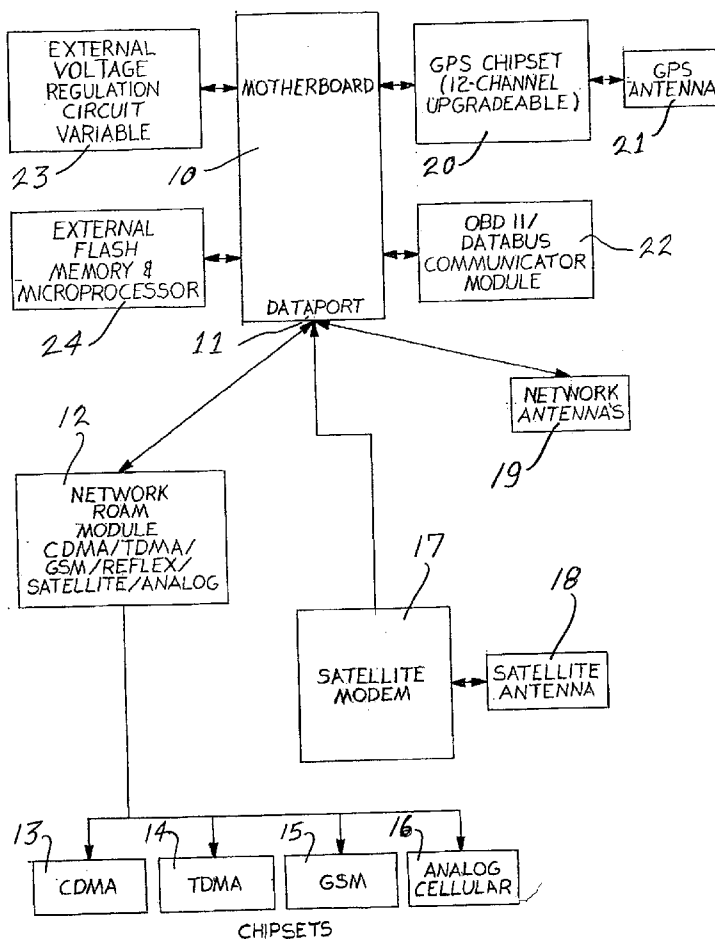 EXTERNAL
VOLTAGE
REGULATION
CIRCUIT
VARIABLE
23
MOTHERBOARD
10
GPS CHIPSET
(12-CHANNEL
UPGRADEABLE)
20
GPS
ANTENNA
21
EXTERNAL
FLASH
MEMORY &
MICROPROCESSOR
24
OBD II/
DATABUS
COMMUNICATOR
MODULE
22
DATAPORT
11
NETWORK
ANTENNA'S
19
12
NETWORK
ROAM
MODULE
CDMA/TDMA/
GSM/REFLEX/
SATELLITE/ANALOG
17
SATELLITE
MODEM
18
SATELLITE
ANTENNA
13
CDMA
14
TDMA
15
GSM
16
ANALOG
CELLULAR
CHIPSETS